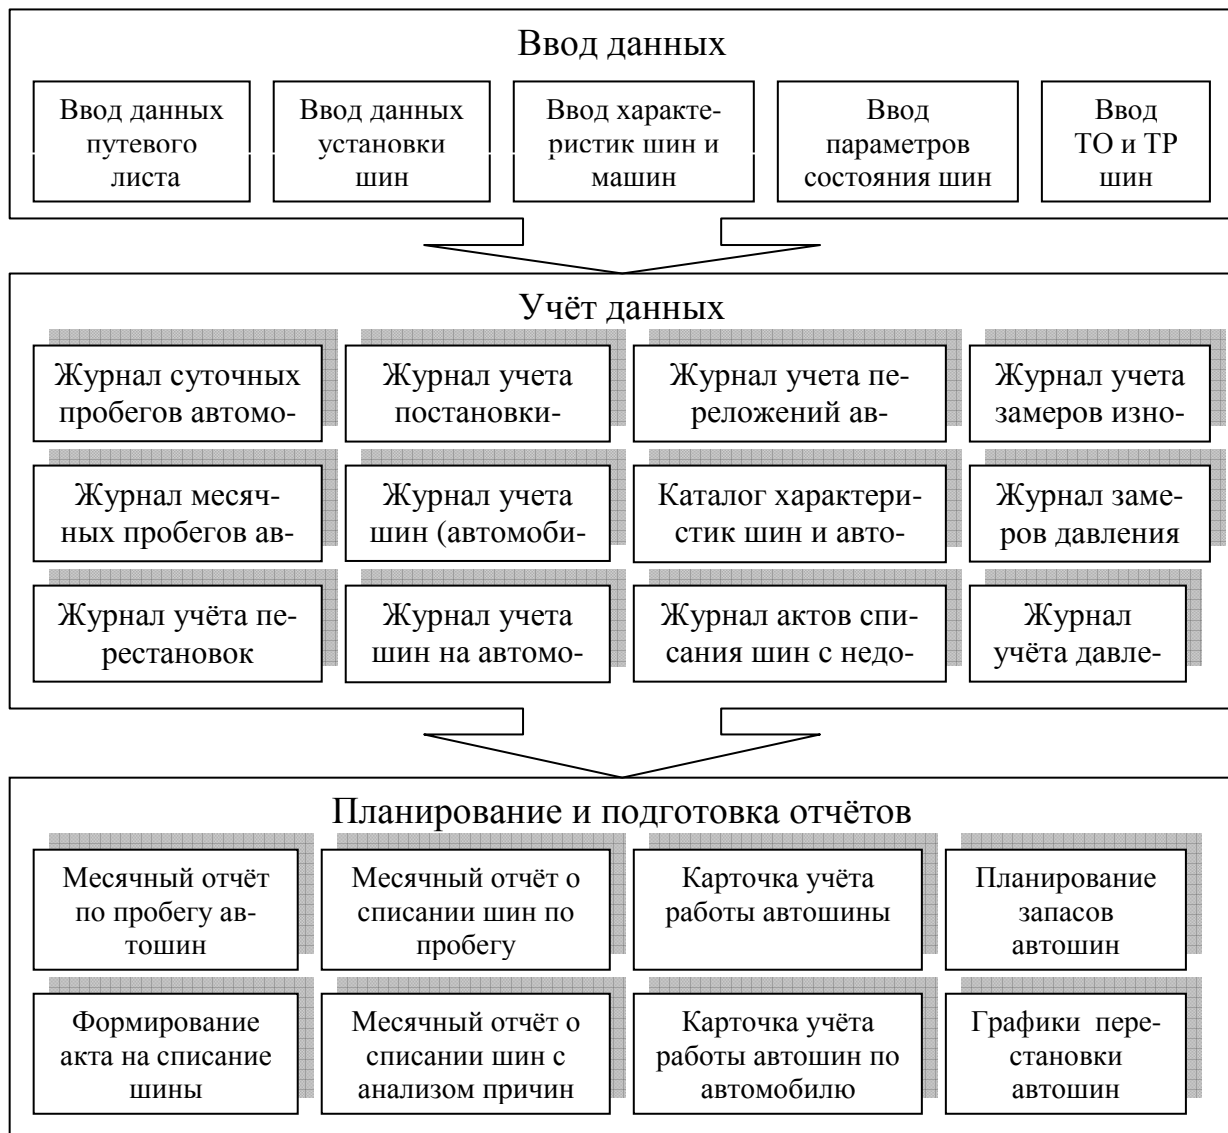 Ввод данных
Ввод данных
путевого
листа
Ввод данных
установки
шин
Ввод характе-
ристик шин и
машин
Ввод
параметров
состояния шин
Ввод
ТО и ТР
шин
Учёт данных
Журнал суточных
пробегов автомо-
Журнал учета
постановки-
Журнал учета пе-
реложений ав-
Журнал учета
замеров изно-
Журнал месяч-
ных пробегов ав-
Журнал учета
шин (автомоби-
Каталог характери-
стик шин и авто-
Журнал заме-
ров давления
Журнал учёта пе-
рестановок
Журнал учета
шин на автомо-
Журнал актов спи-
сания шин с недо-
Журнал
учёта давле-
Планирование и подготовка отчётов
Месячный отчёт
по пробегу ав-
тошин
Месячный отчёт о
списании шин по
пробегу
Карточка учёта
работы автошины
Планирование
запасов
автошин
Формирование
акта на списание
шины
Месячный отчёт о
списании шин с
анализом причин
Карточка учёта
работы автошин по
автомобилю
Графики пере-
становки
автошин